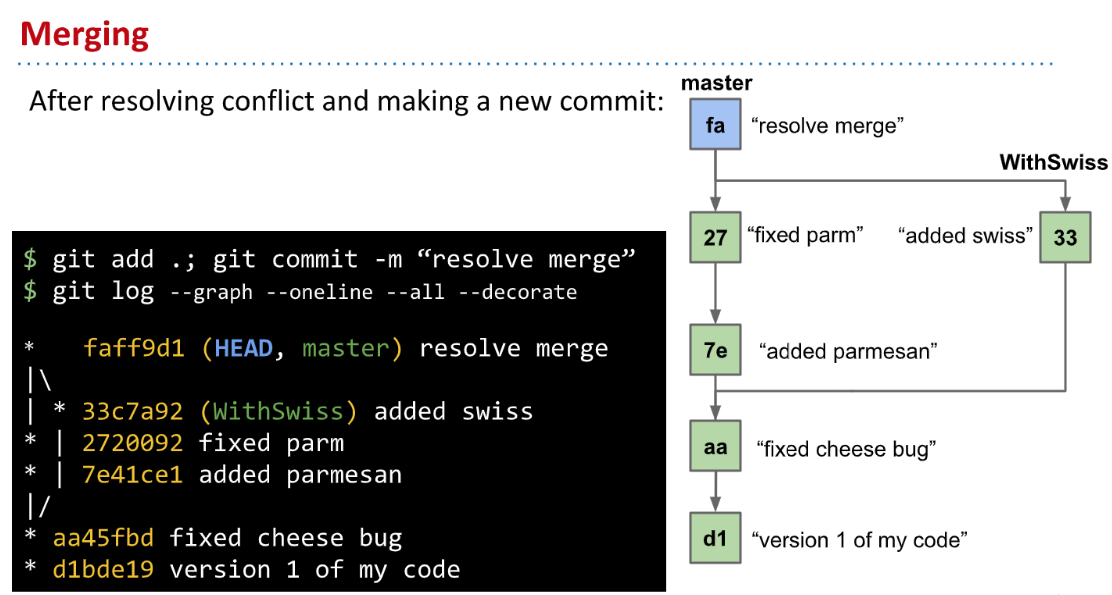 Merging
After resolving conflict and making a new commit:
$ git add .; git commit -m “resolve merge”
$ git log --graph --oneline --all --decorate
*   faff9d1 (HEAD, master) resolve merge
|\
| * 33c7a92 (WithSwiss) added swiss
* | 2720092 fixed parm
* | 7e41ce1 added parmesan
|/
* aa45fbd fixed cheese bug
* d1bde19 version 1 of my code
master
fa “resolve merge”
WithSwiss
27 “fixed parm” “added swiss” 33
7e “added parmesan”
aa “fixed cheese bug”
d1 “version 1 of my code”